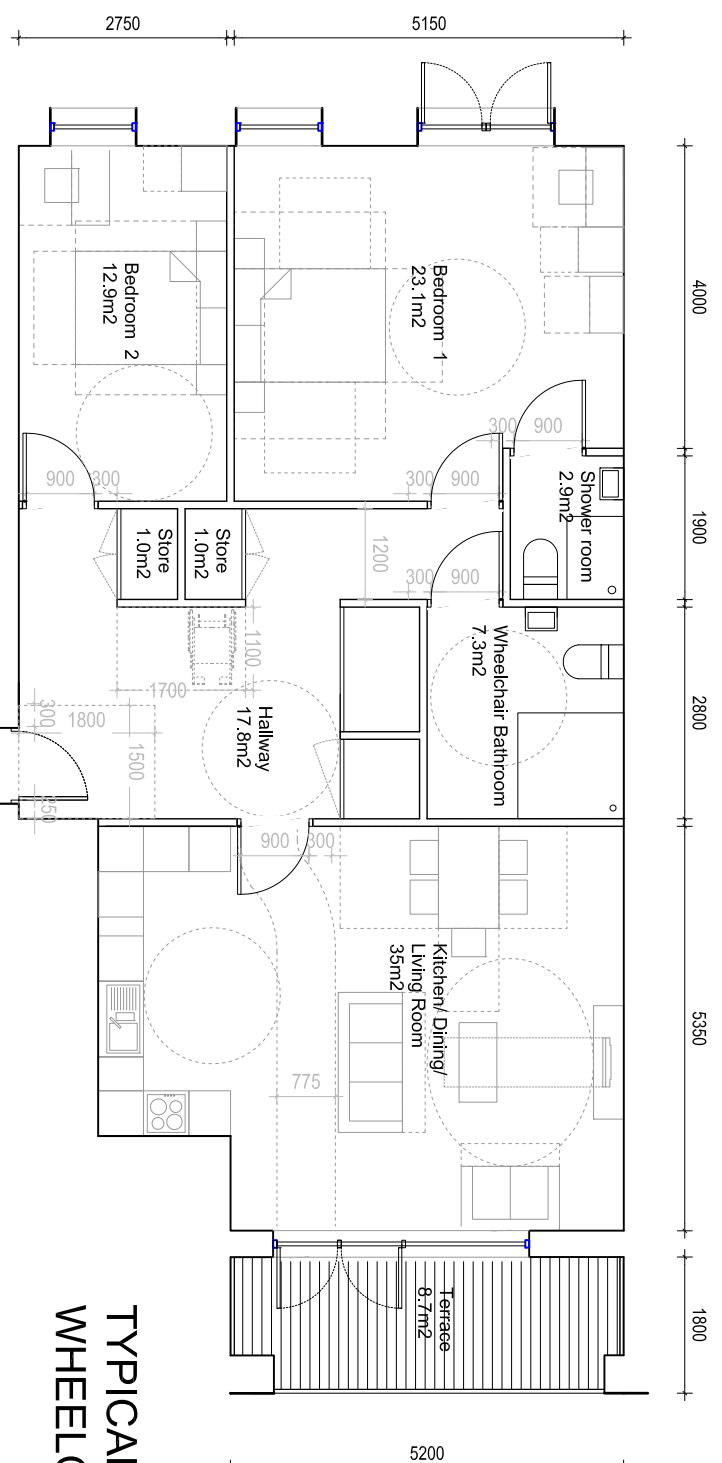 2750
5150
4000
1900
2800
5350
1800
5200
Bedroom 2
12.9m2
Bedroom 1
23.1m2
300
900
900
300
300
900
Shower room
2.9m2
Store
1.0m2
Store
1.0m2
1200
300
900
1100
1700
Wheelchair Bathroom
7.3m2
Hallway
17.8m2
300
1800
1500
900
300
Kitchen/ Dining/
Living Room
35m2
775
Terrace
8.7m2
TYPICAL